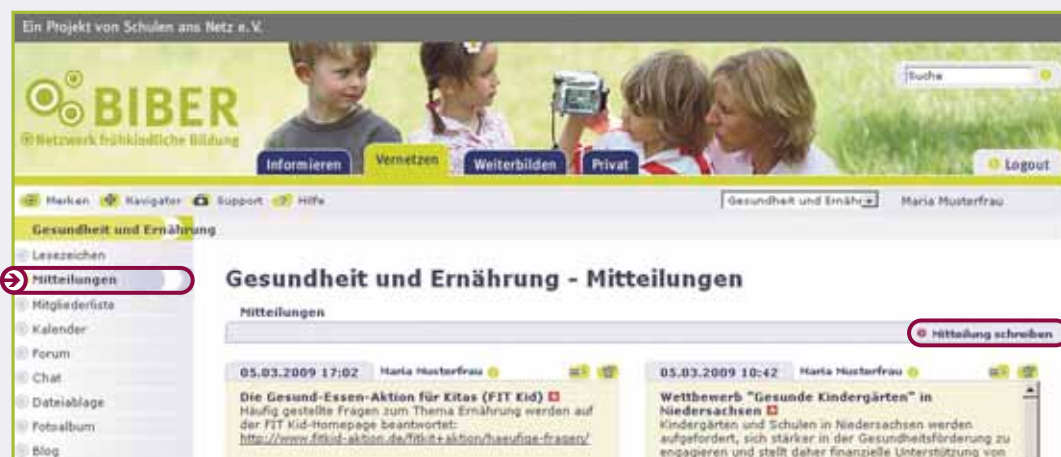 Ein Projekt von Schulen ans Netz e.V.
BIBER
Netzwerk frühkindliche Bildung
Suche
Informieren
Vernetzen
Weiterbilden
Privat
Logout
Merken
Navigator
Support
Hilfe
Gesundheit und Ernähr
Maria Musterfrau
Gesundheit und Ernährung
Lesezeichen
Mitteilungen
Mitgliederliste
Kalender
Forum
Chat
Dateiablage
Fotoalbum
Blog
Gesundheit und Ernährung - Mitteilungen
Mitteilungen
Mitteilung schreiben
05.03.2009 17:02 Maria Musterfrau
Die Gesund-Essen-Aktion für Kitas (FIT Kid)
Häufig gestellte Fragen zum Thema Ernährung werden auf
der FIT Kid-Homepage beantwortet:
http://www.fitkid-aktion.de/fitkit+aktion/haeufige-fragen/
05.03.2009 10:42 Maria Musterfrau
Wettbewerb "Gesunde Kindergärten" in
Niedersachsen
Kindergärten und Schulen in Niedersachsen werden
aufgefordert, sich stärker in der Gesundheitsförderung zu
engagieren und stellt daher finanzielle Unterstützung von